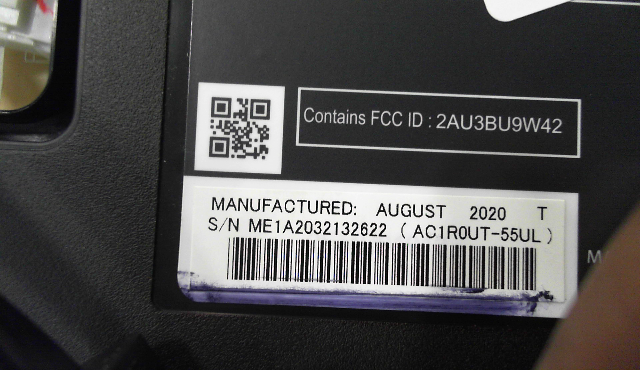 Contains FCC ID : 2AU3BU9W42
MANUFACTURED: AUGUST 2020 T
S/N ME1A2032132622 ( AC1R0UT-55UL )
M